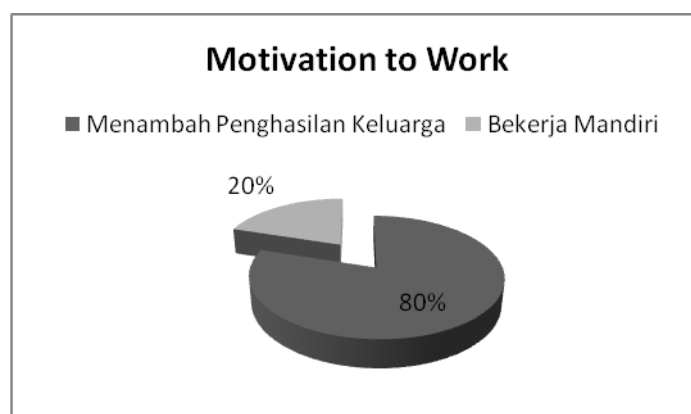 Motivation to Work
Menambah Penghasilan Keluarga Bekerja Mandiri
20%
80%